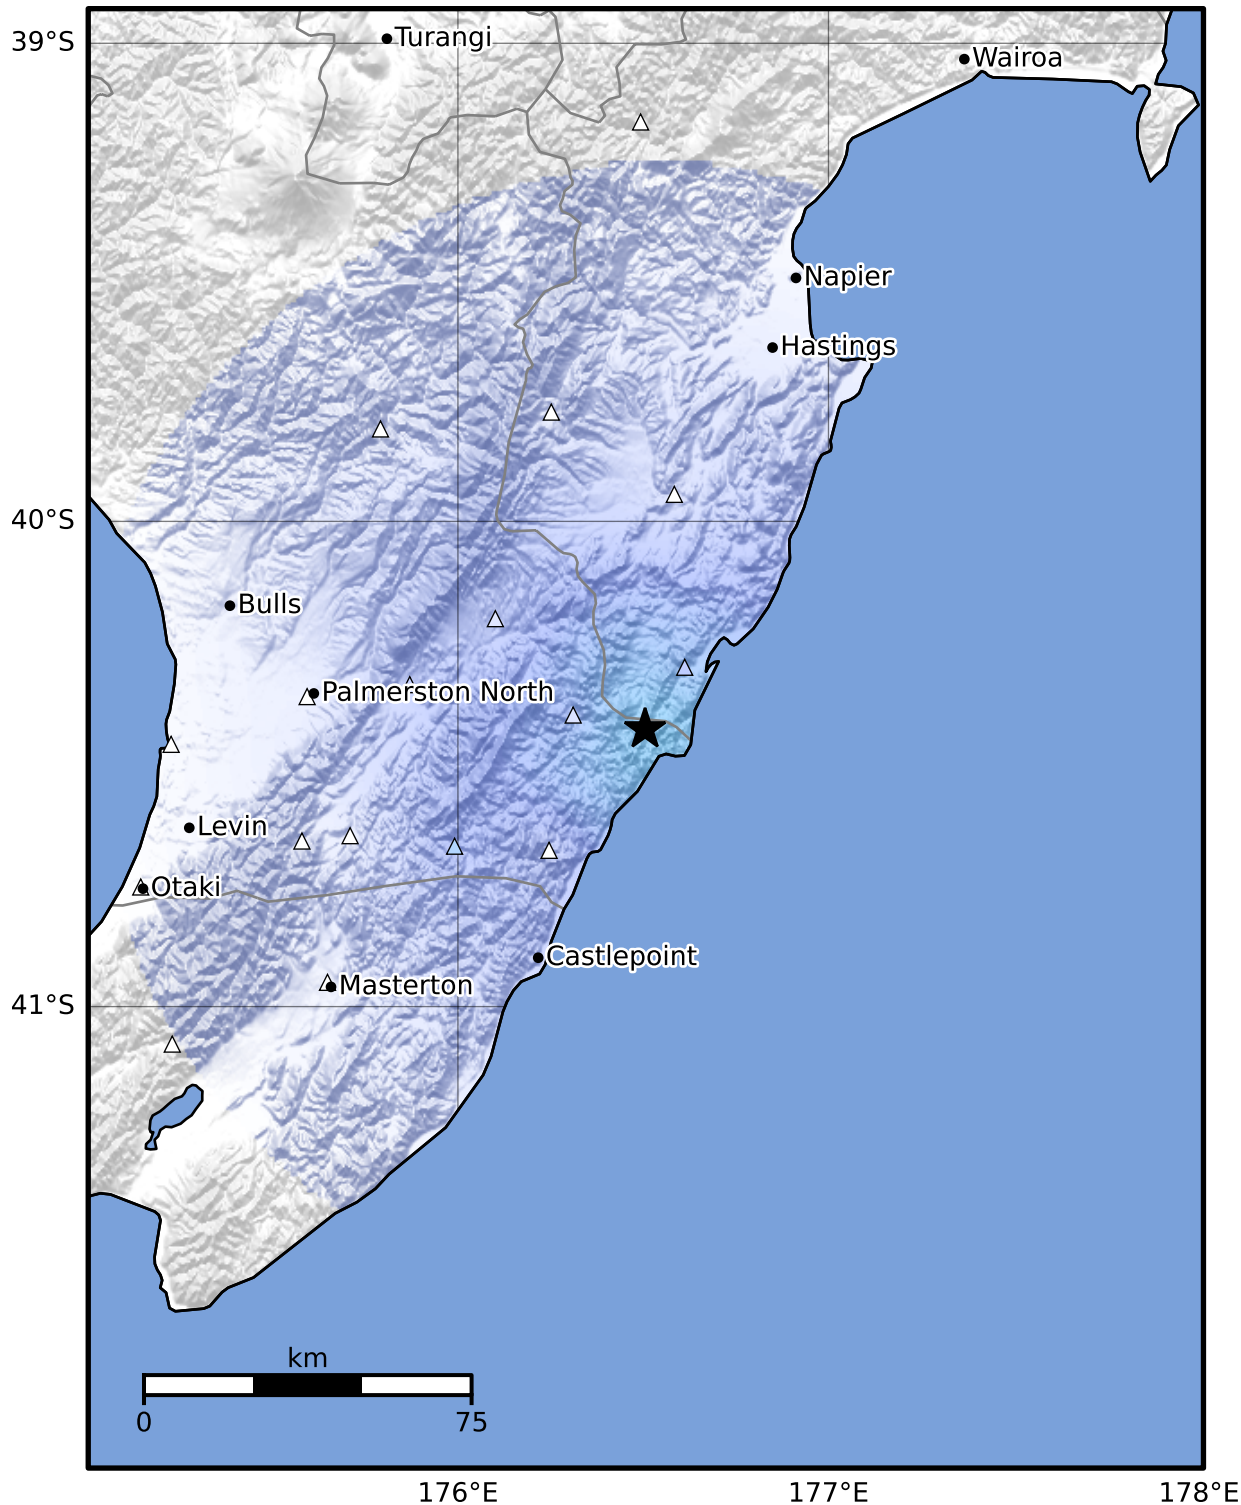 39°S
Turangi
Wairoa
Napier
Hastings
40°S
Bulls
Palmerston North
Levin
Otaki
Castlepoint
Masterton
41°S
km
0 75
176°E 177°E 178°E